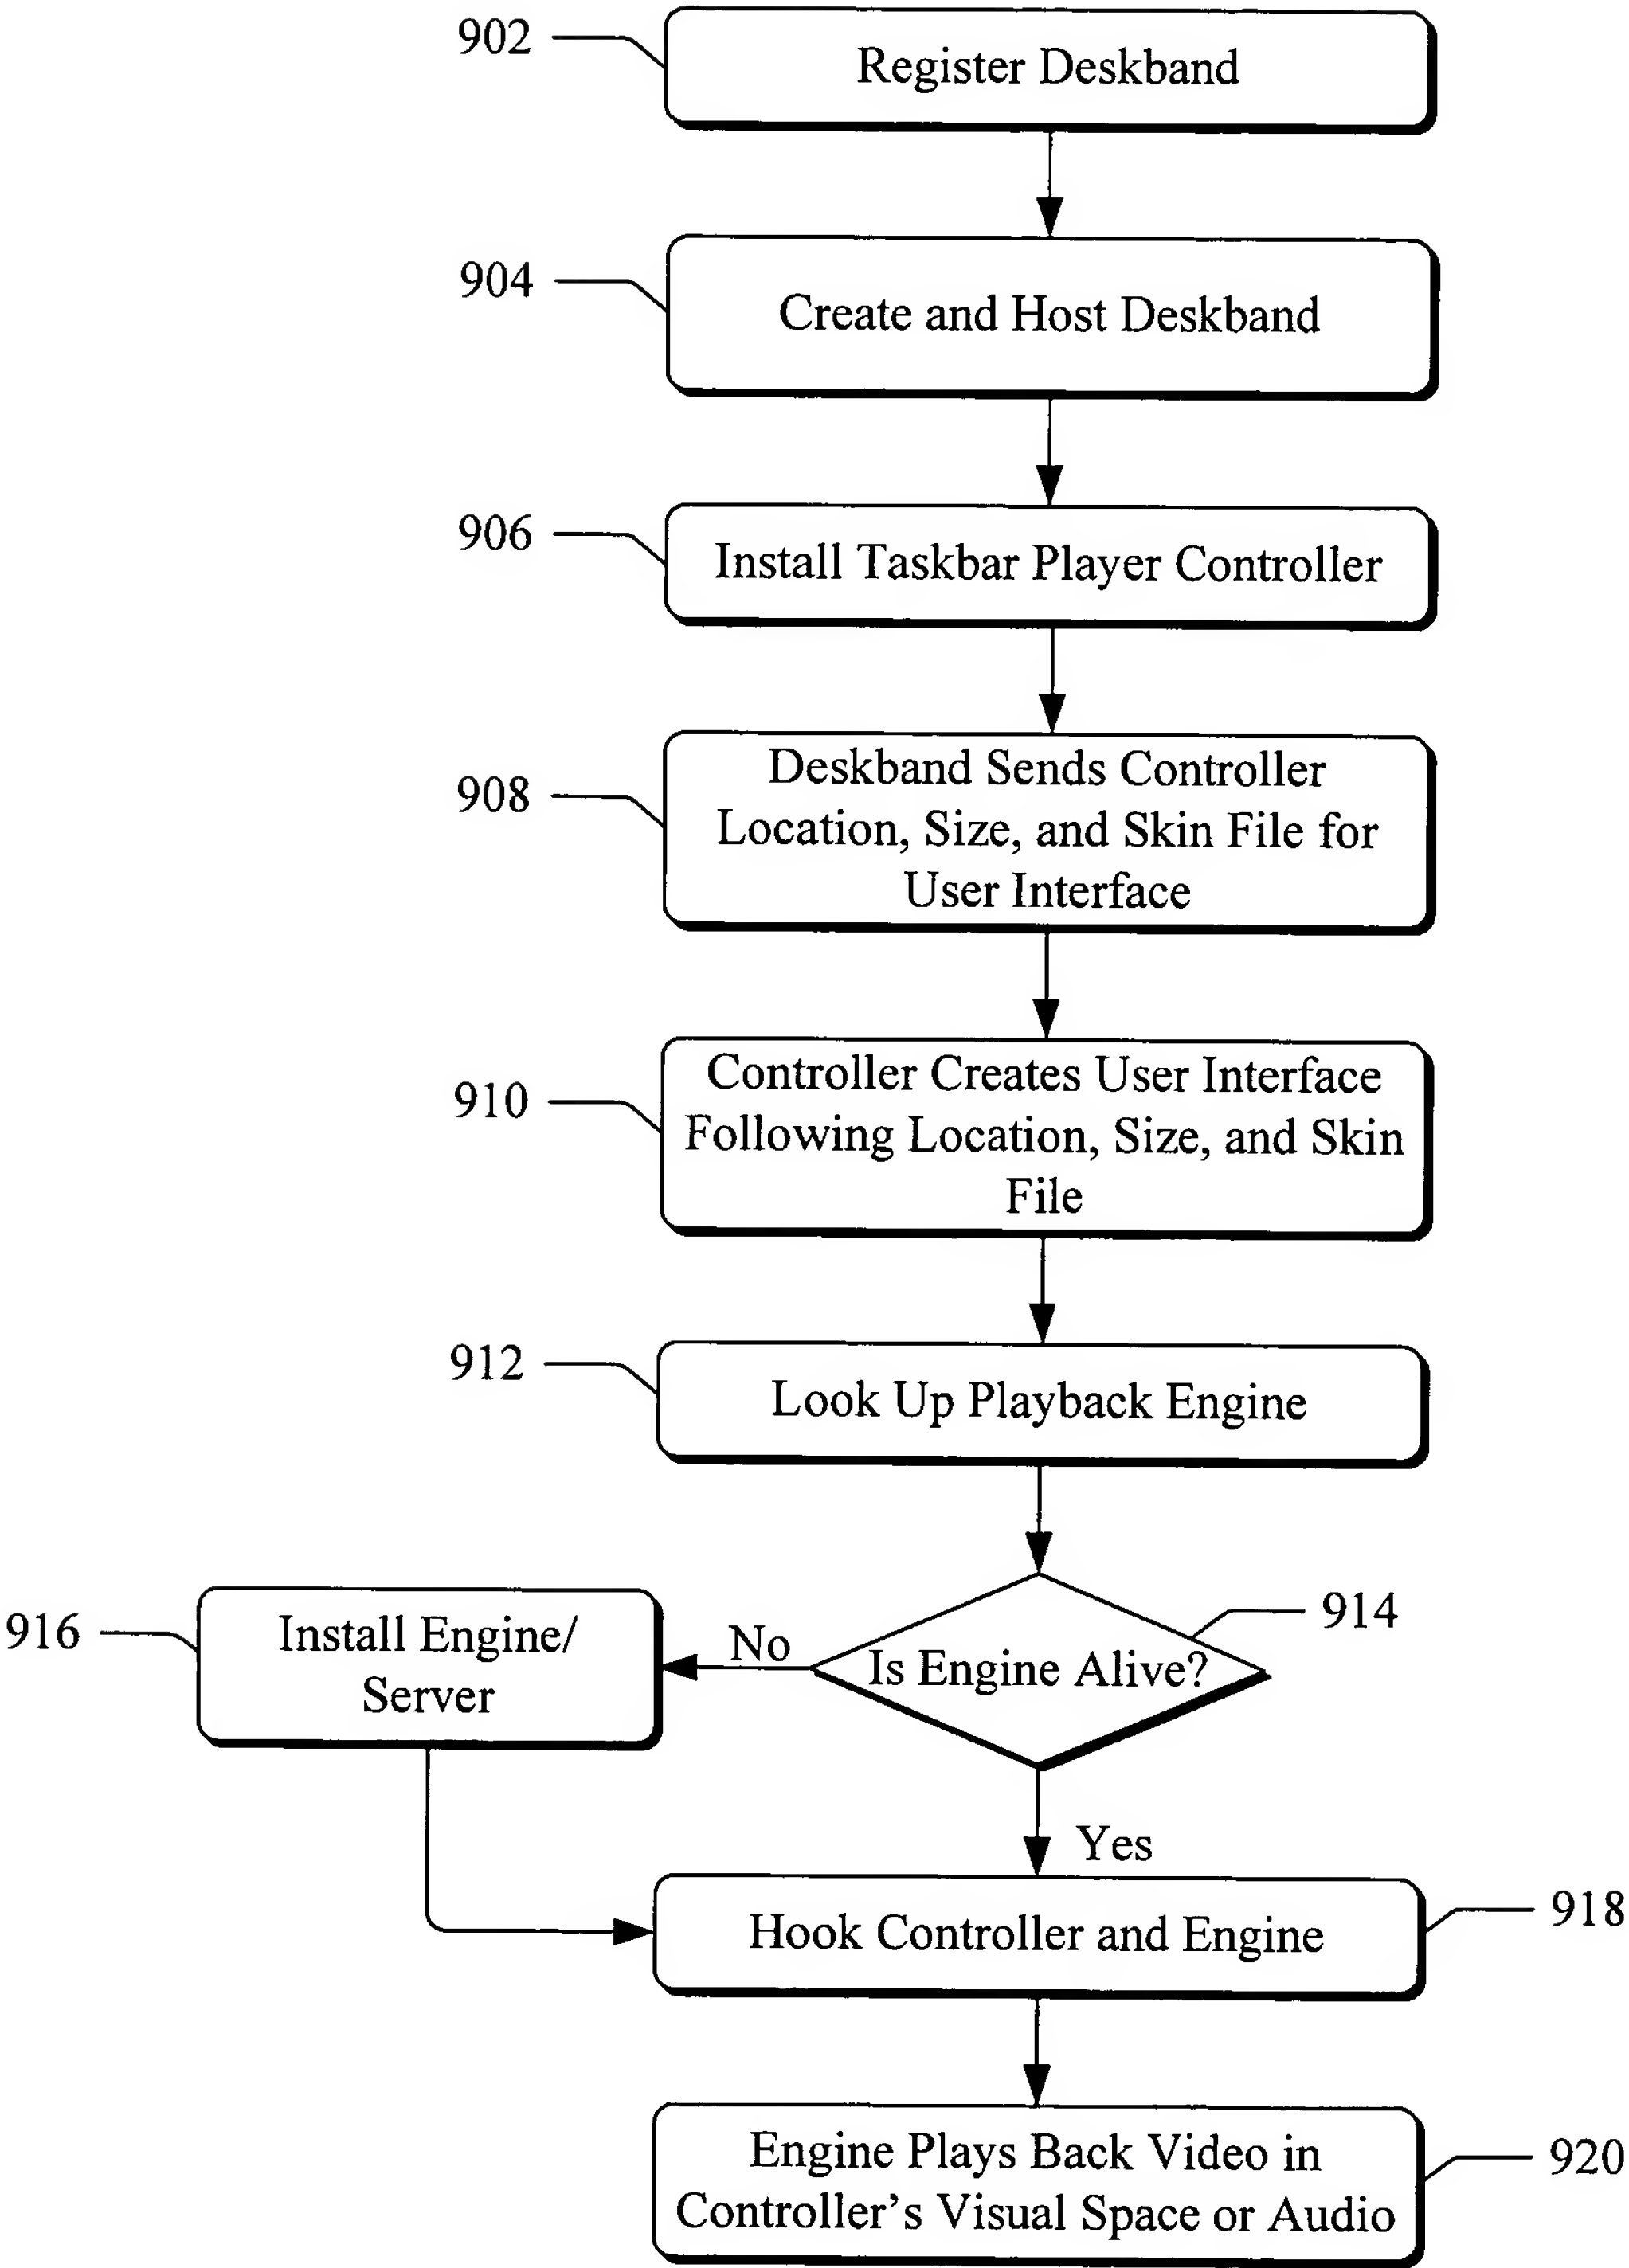 902
Register Deskband
904
Create and Host Deskband
906
Install Taskbar Player Controller
908
Deskband Sends Controller
Location, Size, and Skin File for
User Interface
910
Controller Creates User Interface
Following Location, Size, and Skin
File
912
Look Up Playback Engine
914
Is Engine Alive?
No
916
Install Engine/
Server
Yes
918
Hook Controller and Engine
920
Engine Plays Back Video in
Controller's Visual Space or Audio